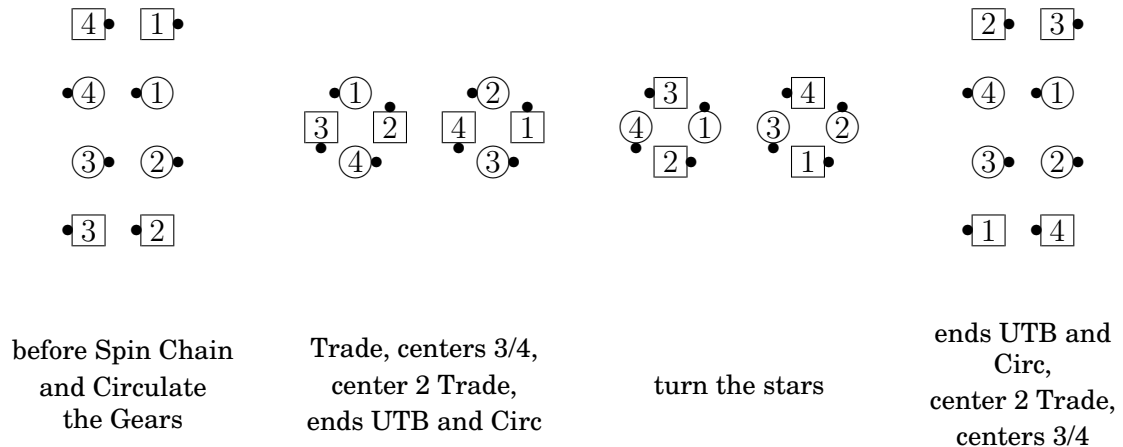 4 1
4 1
3 2
3 2
1
3 2
4
2
4 1
3
3
4 1
2
4
3 2
1
2 3
4 1
3 2
1 4
before Spin Chain
and Circulate
the Gears
Trade, centers 3/4,
center 2 Trade,
ends UTB and Circ
turn the stars
ends UTB and
Circ,
center 2 Trade,
centers 3/4